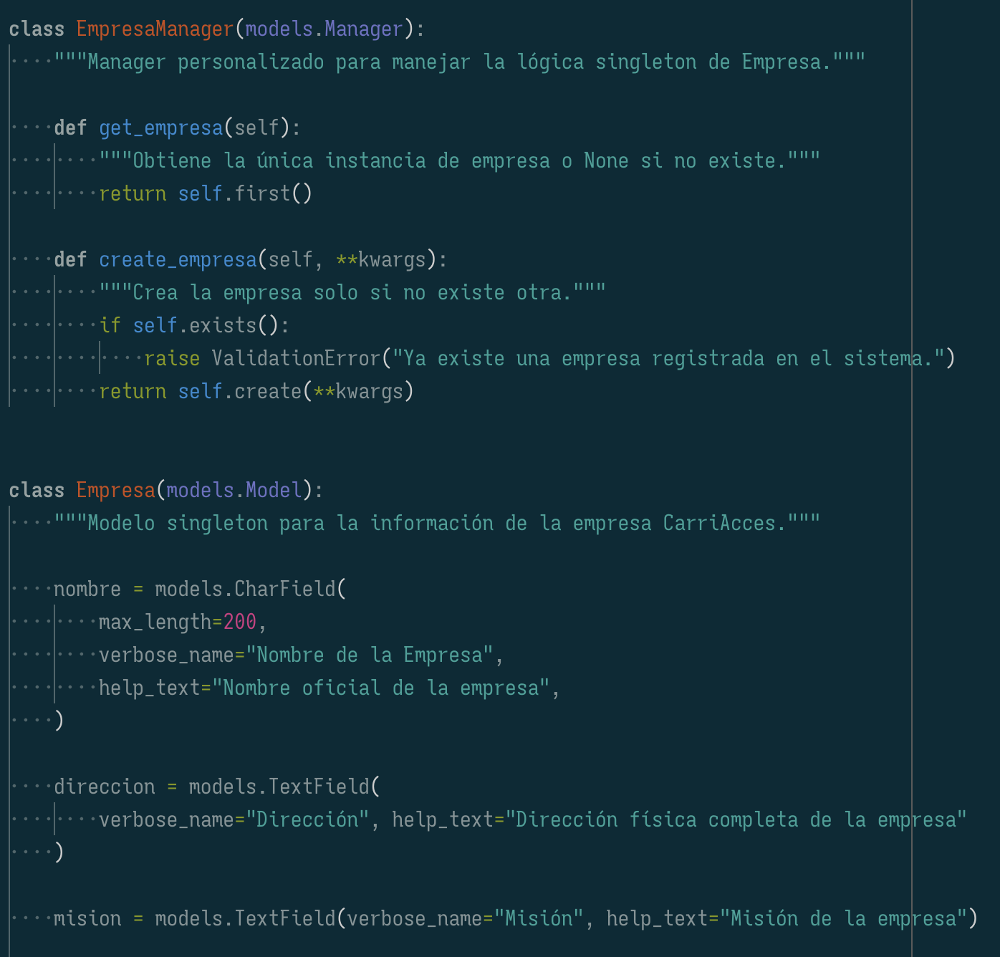 class EmpresaManager(models.Manager):
    """Manager personalizado para manejar la lógica singleton de Empresa."""

    def get_empresa(self):
        """Obtiene la única instancia de empresa o None si no existe."""
        return self.first()

    def create_empresa(self, **kwargs):
        """Crea la empresa solo si no existe otra."""
        if self.exists():
            raise ValidationError("Ya existe una empresa registrada en el sistema.")
        return self.create(**kwargs)


class Empresa(models.Model):
    """Modelo singleton para la información de la empresa CarriAcces."""

    nombre = models.CharField(
        max_length=200,
        verbose_name="Nombre de la Empresa",
        help_text="Nombre oficial de la empresa",
    )

    direccion = models.TextField(
        verbose_name="Dirección", help_text="Dirección física completa de la empresa"
    )

    mision = models.TextField(verbose_name="Misión", help_text="Misión de la empresa")